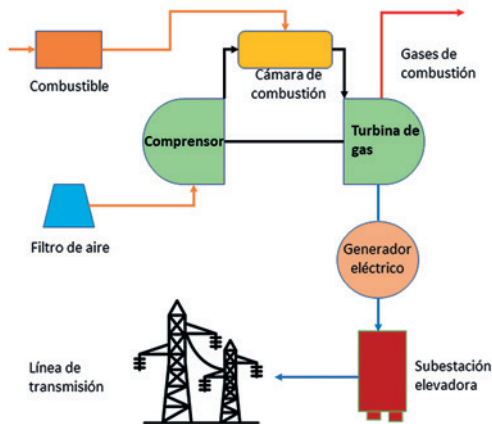 Combustible
Cámara de
combustión
Gases de
combustión
Comprensor
Turbina de
gas
Filtro de aire
Generador
eléctrico
Línea de
transmisión
Subestación
elevadora